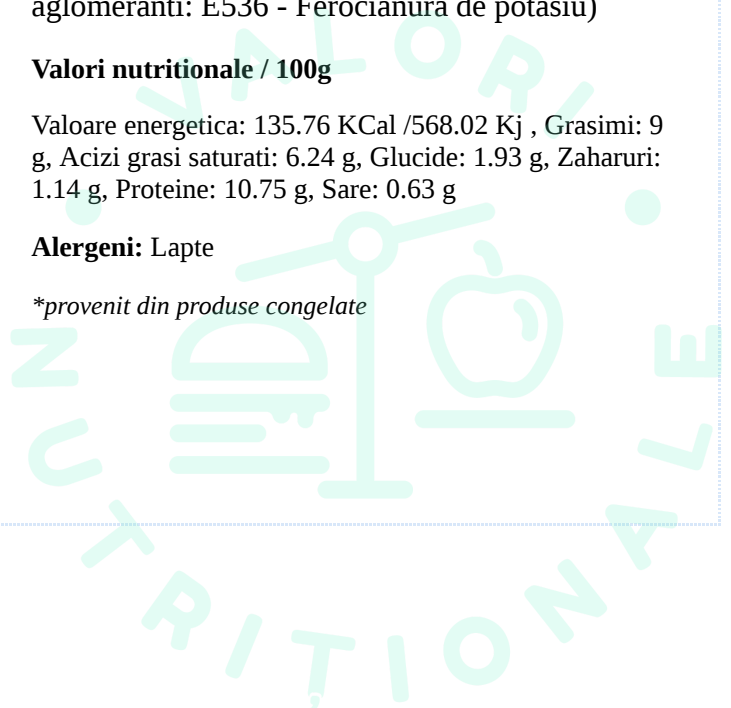 aglomeranti: E536 - Ferocianura de potasiu)
Valori nutritionale / 100g
Valoare energetica: 135.76 KCal /568.02 Kj , Grasimi: 9
g, Acizi grasi saturati: 6.24 g, Glucide: 1.93 g, Zaharuri:
1.14 g, Proteine: 10.75 g, Sare: 0.63 g
Alergeni: Lapte
*provenit din produse congelate
VALORI
NUTRIȚIONALE